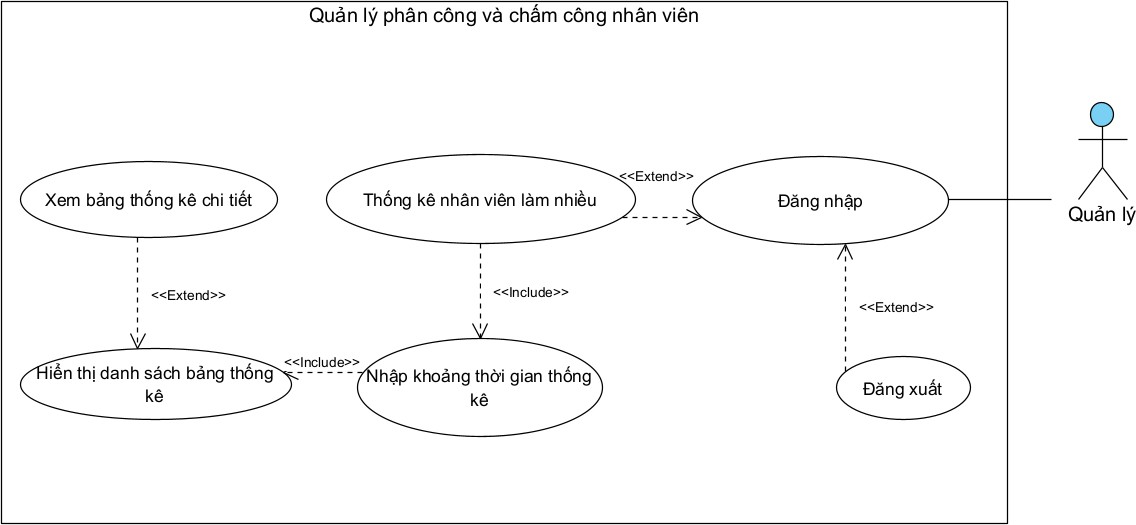 Quản lý phân công và chấm công nhân viên
Xem bảng thống kê chi tiết
Thống kê nhân viên làm nhiều
<<Extend>>
Đăng nhập
Quản lý
<<Extend>>
<<Include>>
<<Extend>>
Hiển thị danh sách bảng thống
kê
<<Include>>
Nhập khoảng thời gian thống
kê
Đăng xuất